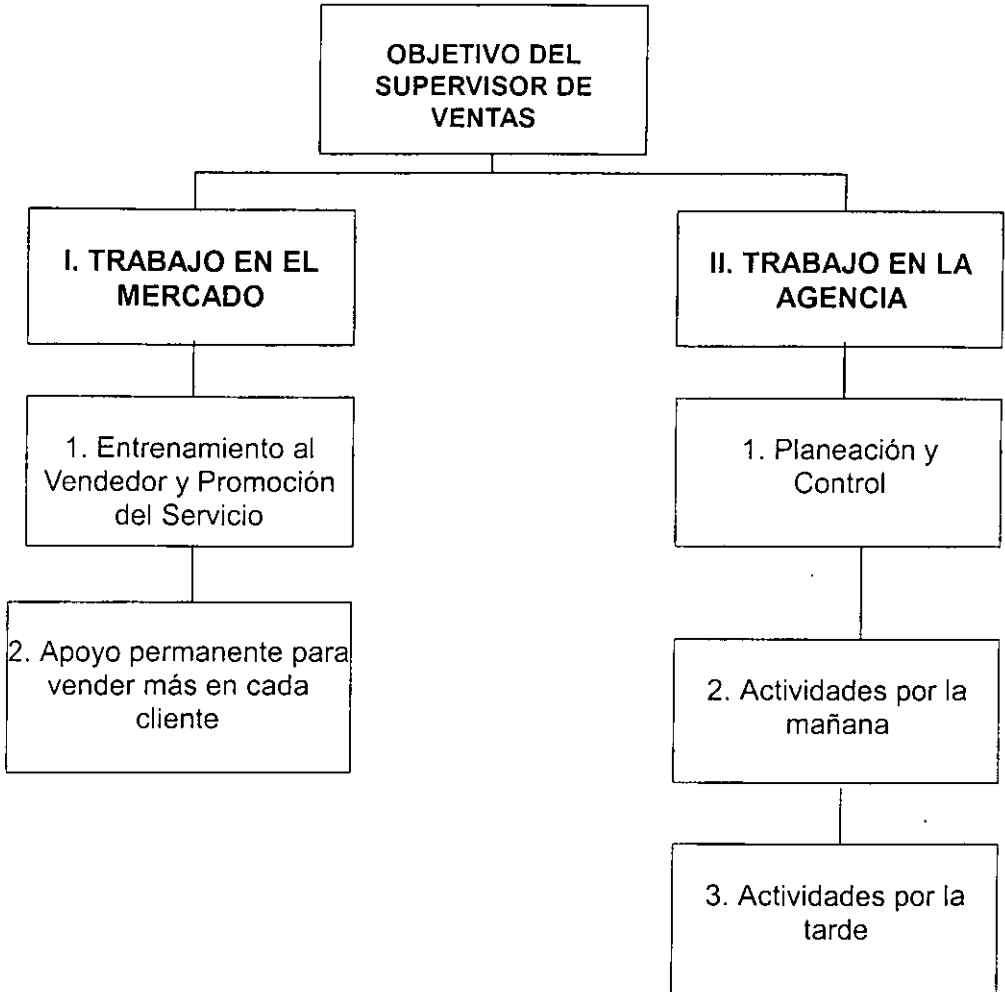 OBJETIVO DEL
SUPERVISOR DE
VENTAS
I. TRABAJO EN EL
MERCADO
1. Entrenamiento al
Vendedor y Promoción
del Servicio
2. Apoyo permanente para
vender más en cada
cliente
II. TRABAJO EN LA
AGENCIA
1. Planeación y
Control
2. Actividades por la
mañana
3. Actividades por la
tarde